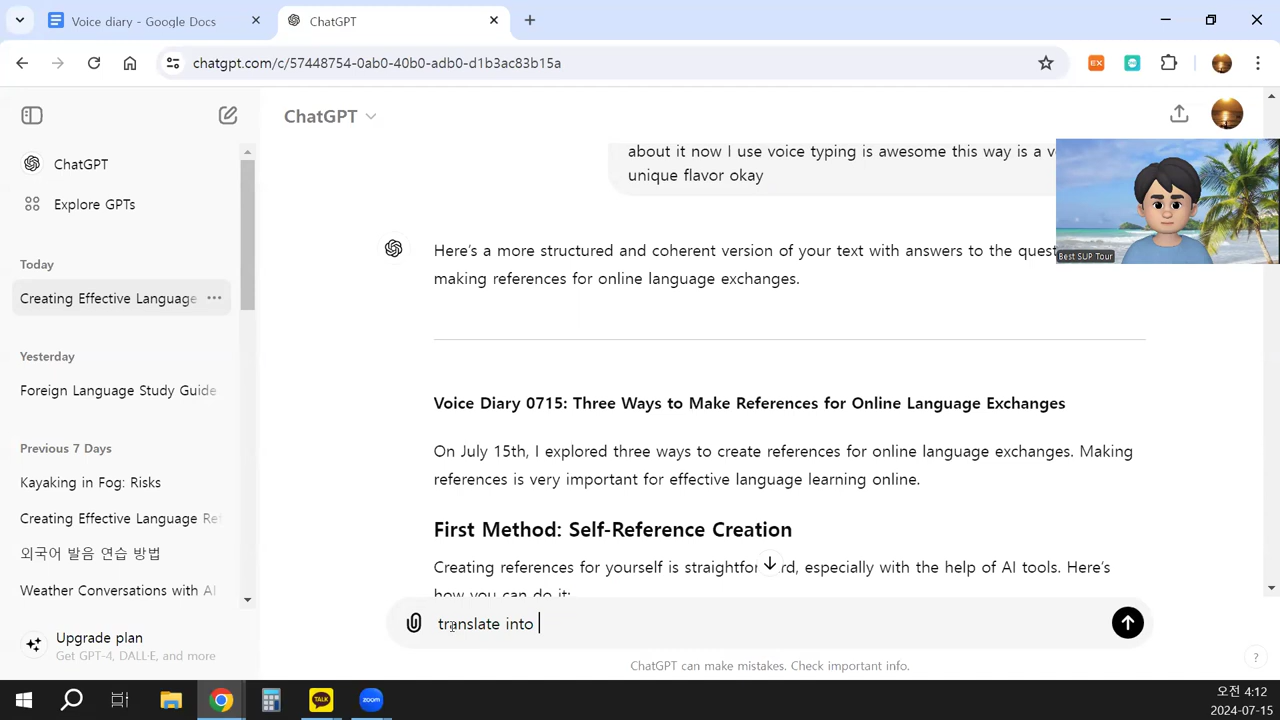 Voice diary - Google Docs
ChatGPT
chatgpt.com/c/57448754-0ab0-40b0-adb0-d1b3ac83b15a
EX
ChatGPT
ChatGPT
Explore GPTs
Today
Creating Effective Language
Yesterday
Foreign Language Study Guide
Previous 7 Days
Kayaking in Fog: Risks
Creating Effective Language
외국어 발음 연습 방법
Weather Conversations with AI
Upgrade plan
Get GPT-4, DALL·E, and more
about it now I use voice typing is awesome this way is a
unique flavor okay
Best SUP Tour
Here's a more structured and coherent version of your text with answers to the
making references for online language exchanges.
Voice Diary 0715: Three Ways to Make References for Online Language Exchanges
On July 15th, I explored three ways to create references for online language exchanges. Making
references is very important for effective language learning online.
First Method: Self-Reference Creation
Creating references for yourself is especially with the help of AI tools. Here's
how you can do it:
translate into
ChatGPT can make mistakes. Check important info.
?
TALK
zoom
오전 4:12
2024-07-15